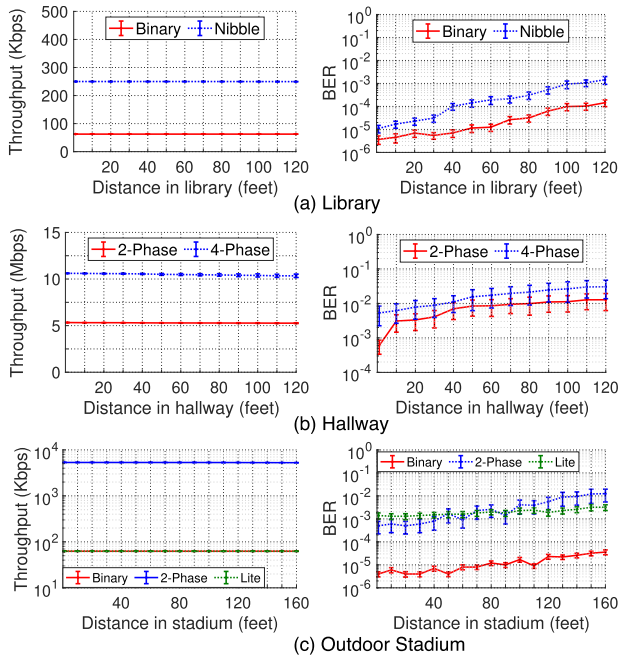 Throughput (Kbps)
500
400
300
200
100
0
Binary Nibble
20 40 60 80 100 120
Distance in library (feet)
BER
10^0
10^-1
10^-2
10^-3
10^-4
10^-5
10^-6
Binary Nibble
20 40 60 80 100 120
Distance in library (feet)
(a) Library
Throughput (Mbps)
15
10
5
0
2-Phase 4-Phase
20 40 60 80 100 120
Distance in hallway (feet)
BER
10^0
10^-1
10^-2
10^-3
10^-4
2-Phase 4-Phase
20 40 60 80 100 120
Distance in hallway (feet)
(b) Hallway
Throughput (Kbps)
10^4
10^3
10^2
10^1
Binary 2-Phase Lite
40 80 120 160
Distance in stadium (feet)
BER
10^0
10^-1
10^-2
10^-3
10^-4
10^-5
10^-6
Binary 2-Phase Lite
40 80 120 160
Distance in stadium (feet)
(c) Outdoor Stadium